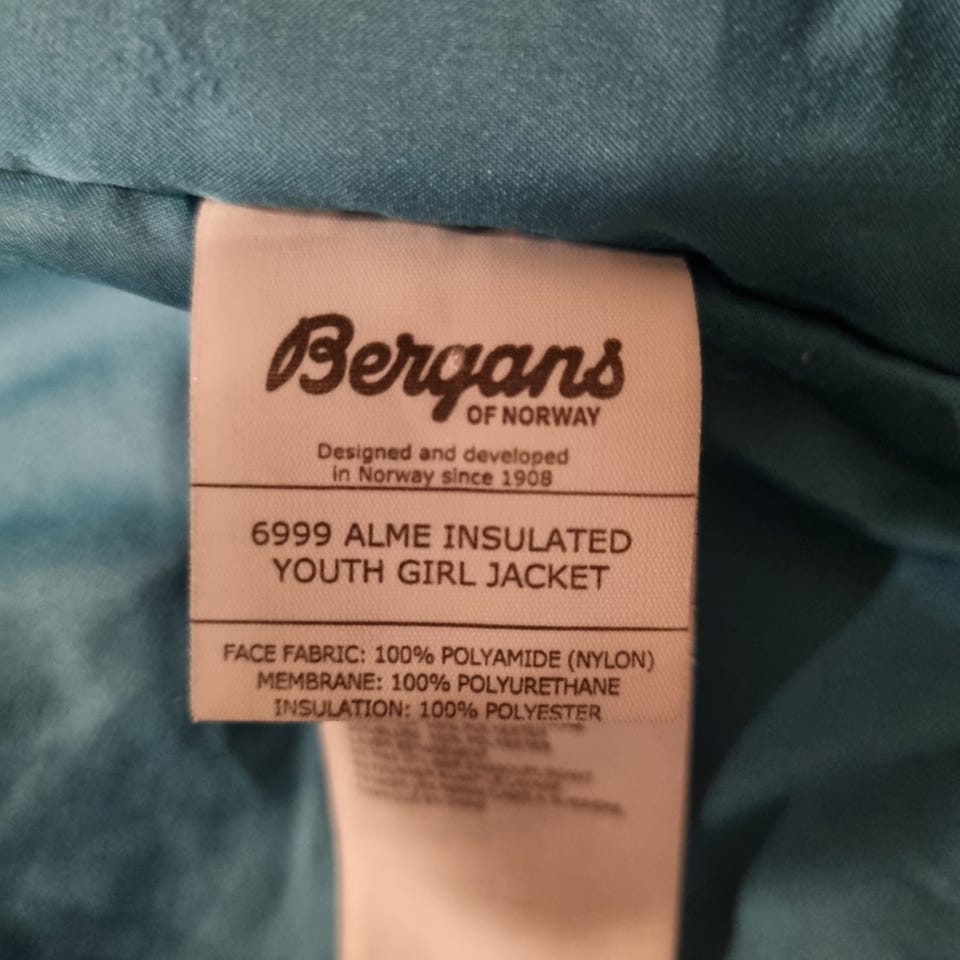 Bergans
OF NORWAY
Designed and developed
in Norway since 1908
6999 ALME INSULATED
YOUTH GIRL JACKET
FACE FABRIC: 100% POLYAMIDE (NYLON)
MEMBRANE: 100% POLYURETHANE
INSULATION: 100% POLYESTER